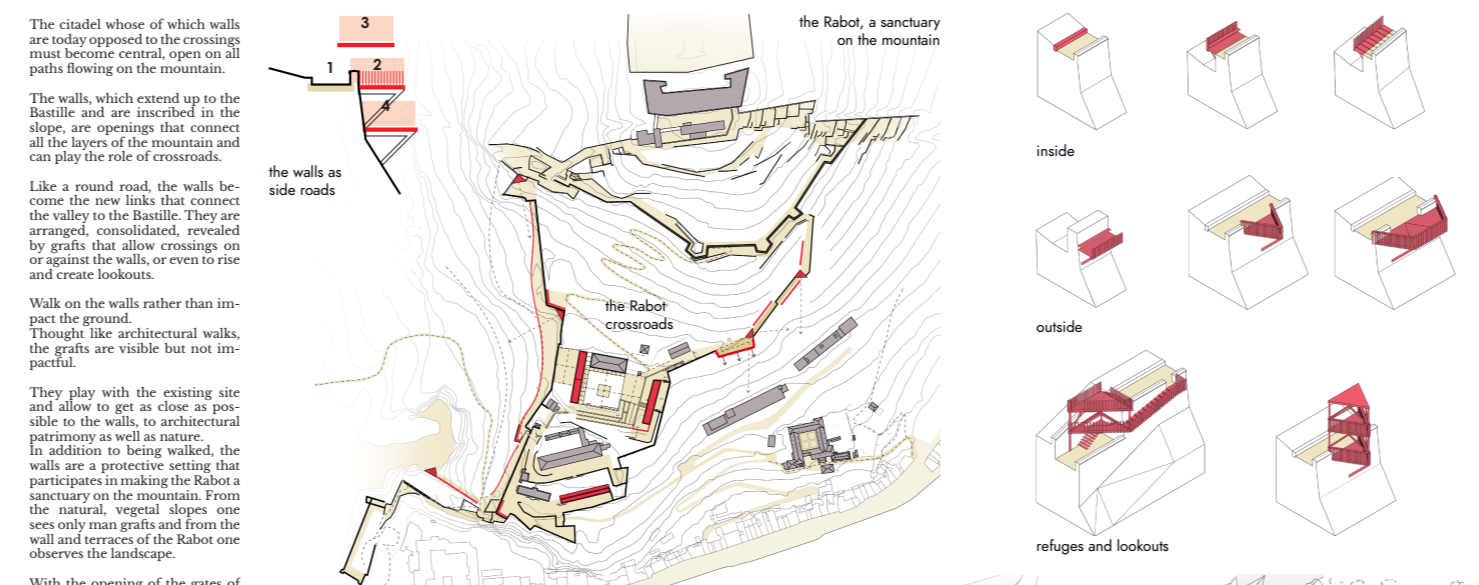 The citadel whose of which walls
are today opposed to the crossings
must become central, open on all
paths flowing on the mountain.
The walls, which extend up to the
Bastille and are inscribed in the
slope, are openings that connect
all the layers of the mountain and
can play the role of crossroads.
Like a round road, the walls be-
come the new links that connect
the valley to the Bastille. They are
arranged, consolidated, revealed
by grafts that allow crossings on
or against the walls, or even to rise
and create lookouts.
Walk on the walls rather than im-
pact the ground.
Thought like architectural walks,
the grafts are visible but not im-
pactful.
They play with the existing site
and allow to get as close as pos-
sible to the walls, to architectural
patrimony as well as nature.
In addition to being walked, the
walls are a protective setting that
participates in making the Rabot a
sanctuary on the mountain. From
the natural, vegetal slopes one
sees only man grafts and from the
wall and terraces of the Rabot one
observes the landscape.
With the opening of the gates of
3
1
2
4
the walls as
side roads
the Rabot, a sanctuary
on the mountain
the Rabot
crossroads
inside
outside
refuges and lookouts